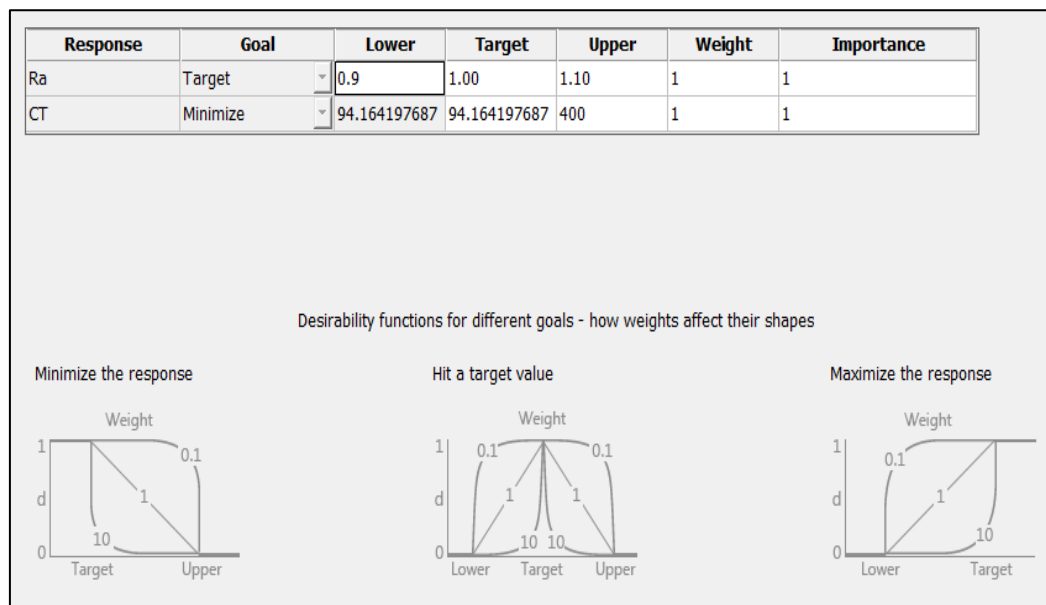 Response Goal Lower Target Upper Weight Importance
Ra Target 0.9 1.00 1.10 1 1
CT Minimize 94.164197687 94.164197687 400 1 1
Desirability functions for different goals - how weights affect their shapes
Minimize the response
Weight
1
0.1
d
1
10
0
Target Upper
Hit a target value
Weight
1
0.1 0.1
d
1 1
10 10
0
Lower Target Upper
Maximize the response
Weight
1
0.1
d
1
10
0
Lower Target